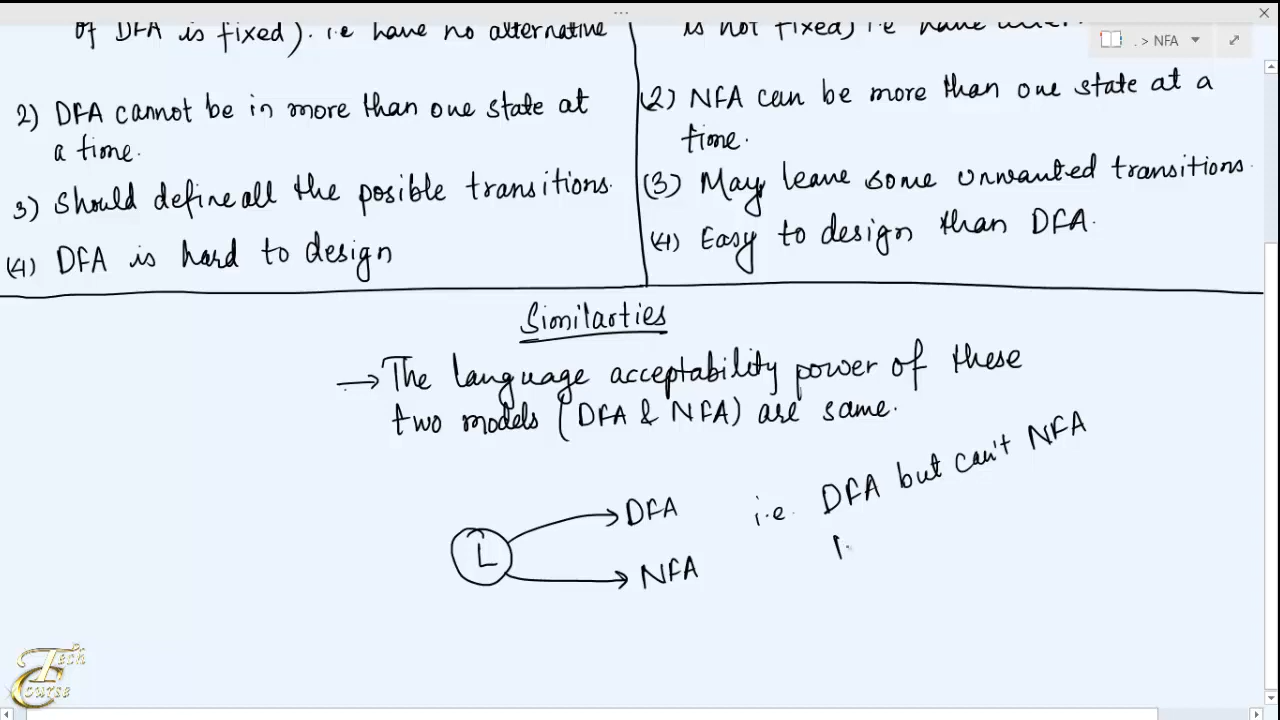 of DFA is fixed). i.e have no alternative
is not fixed) i.e have
. > NFA
2) DFA cannot be in more than one state at
a time.
3) Should define all the posible transitions.
(4) DFA is hard to design
(2) NFA can be more than one state at a
time.
(3) May leave some unwanted transitions.
(4) Easy to design than DFA.
Similarties
→ The language acceptability power of these
two models (DFA & NFA) are same.
L
DFA
NFA
i.e. DFA but can't NFA
Tech
Course